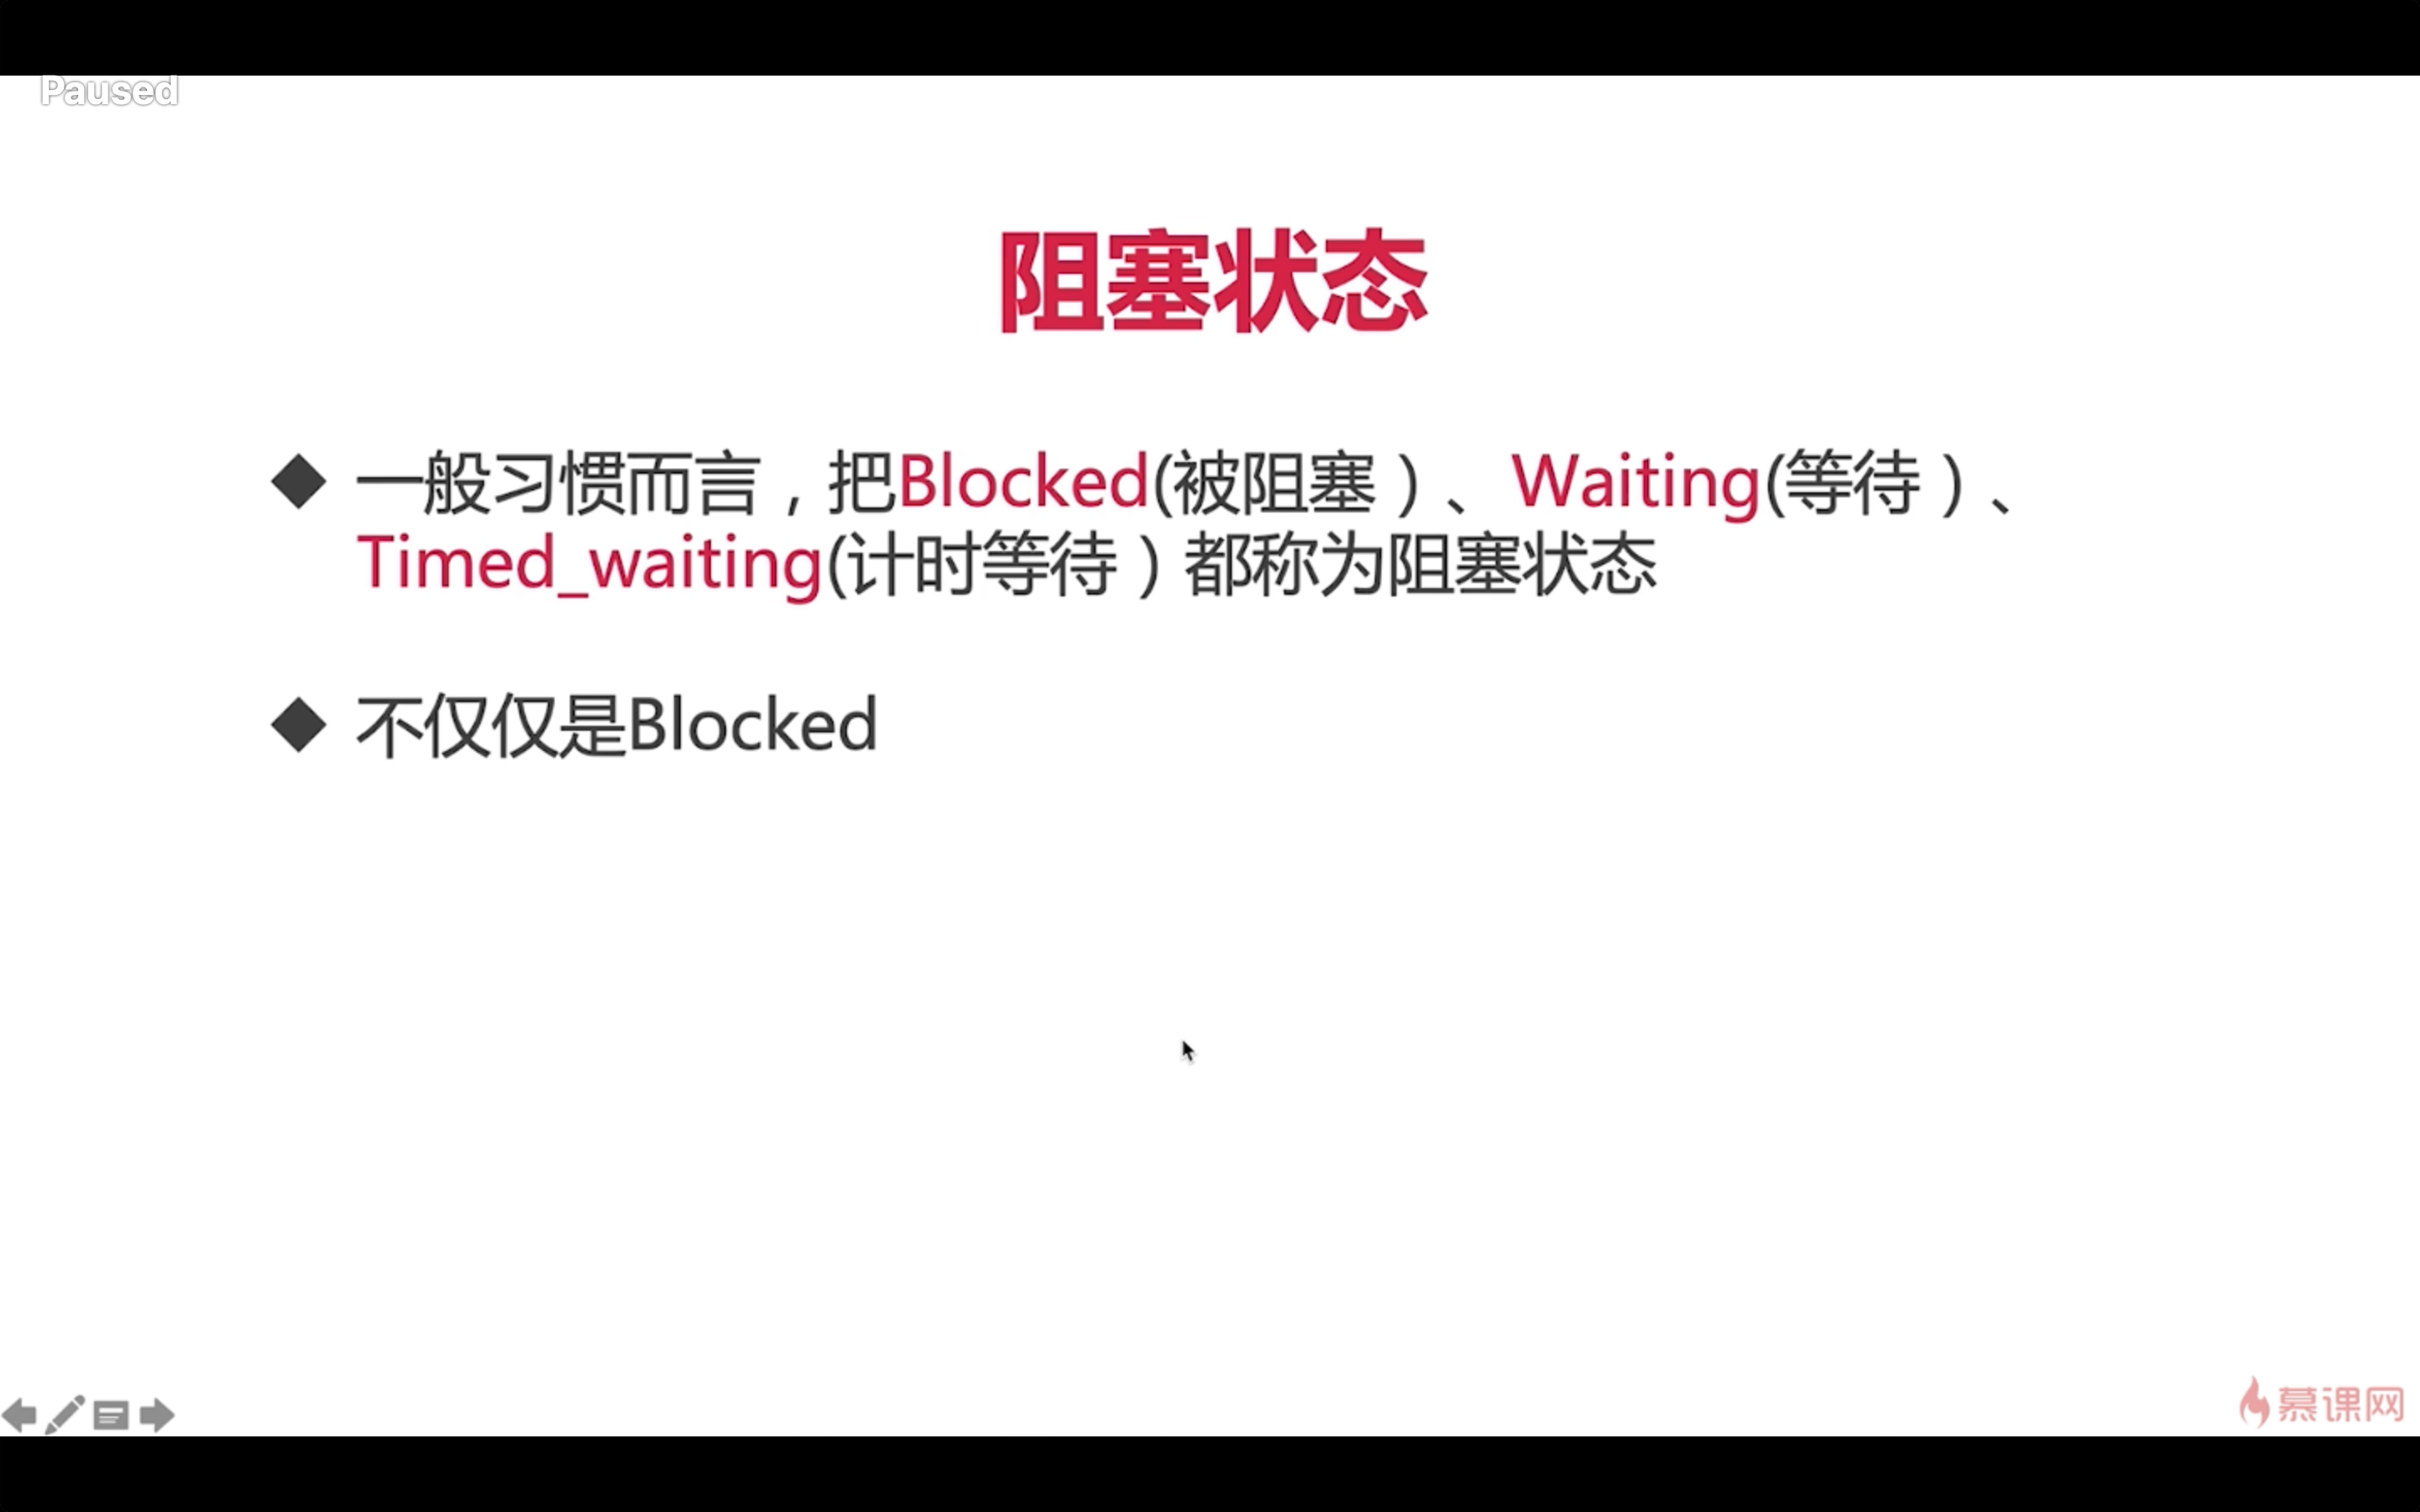 Paused
阻塞状态
◆ 一般习惯而言，把Blocked(被阻塞）、Waiting(等待）、
Timed_waiting(计时等待）都称为阻塞状态
◆ 不仅仅是Blocked
慕课网